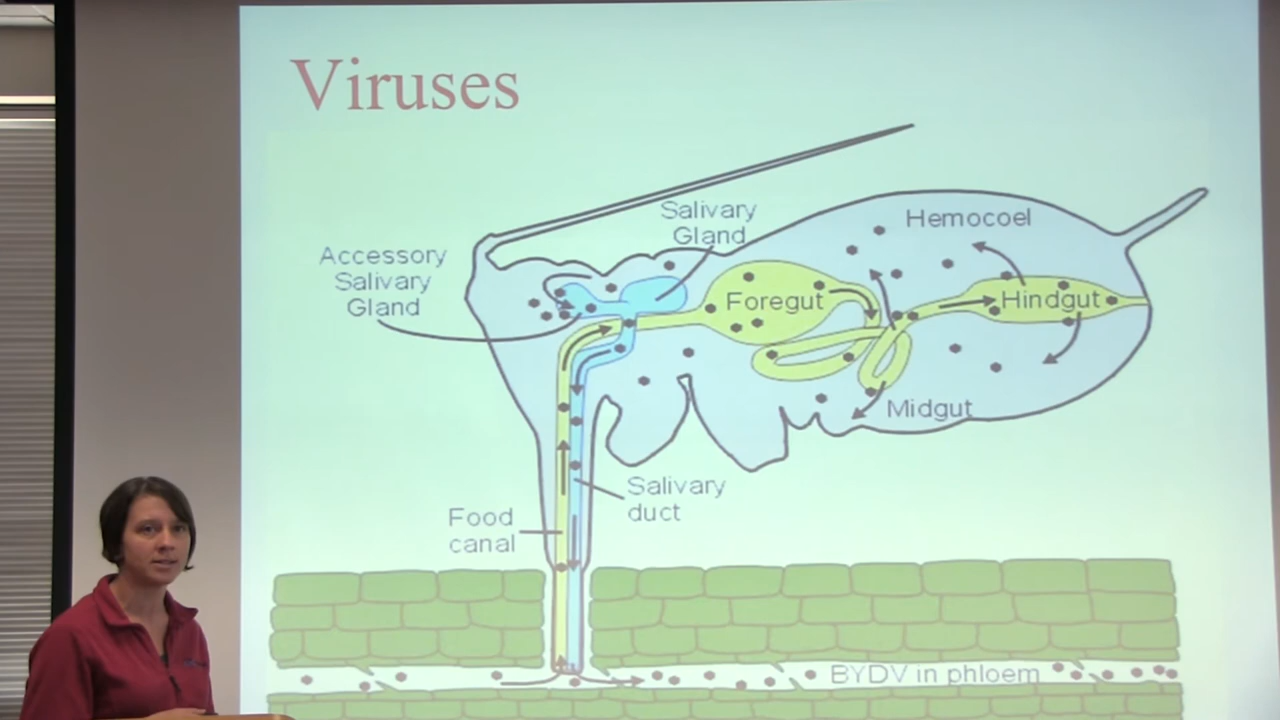 Viruses
Salivary
Gland
Hemocoel
Accessory
Salivary
Gland
Foregut
Hindgut
Midgut
Salivary
duct
Food
canal
BYDV in phloem